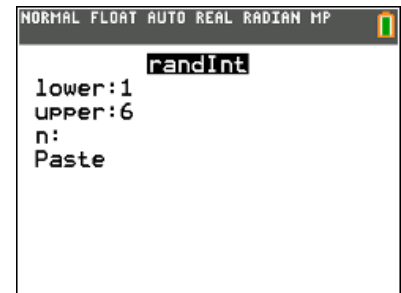 NORMAL FLOAT AUTO REAL RADIAN MP
randInt
lower:1
upper:6
n:
Paste